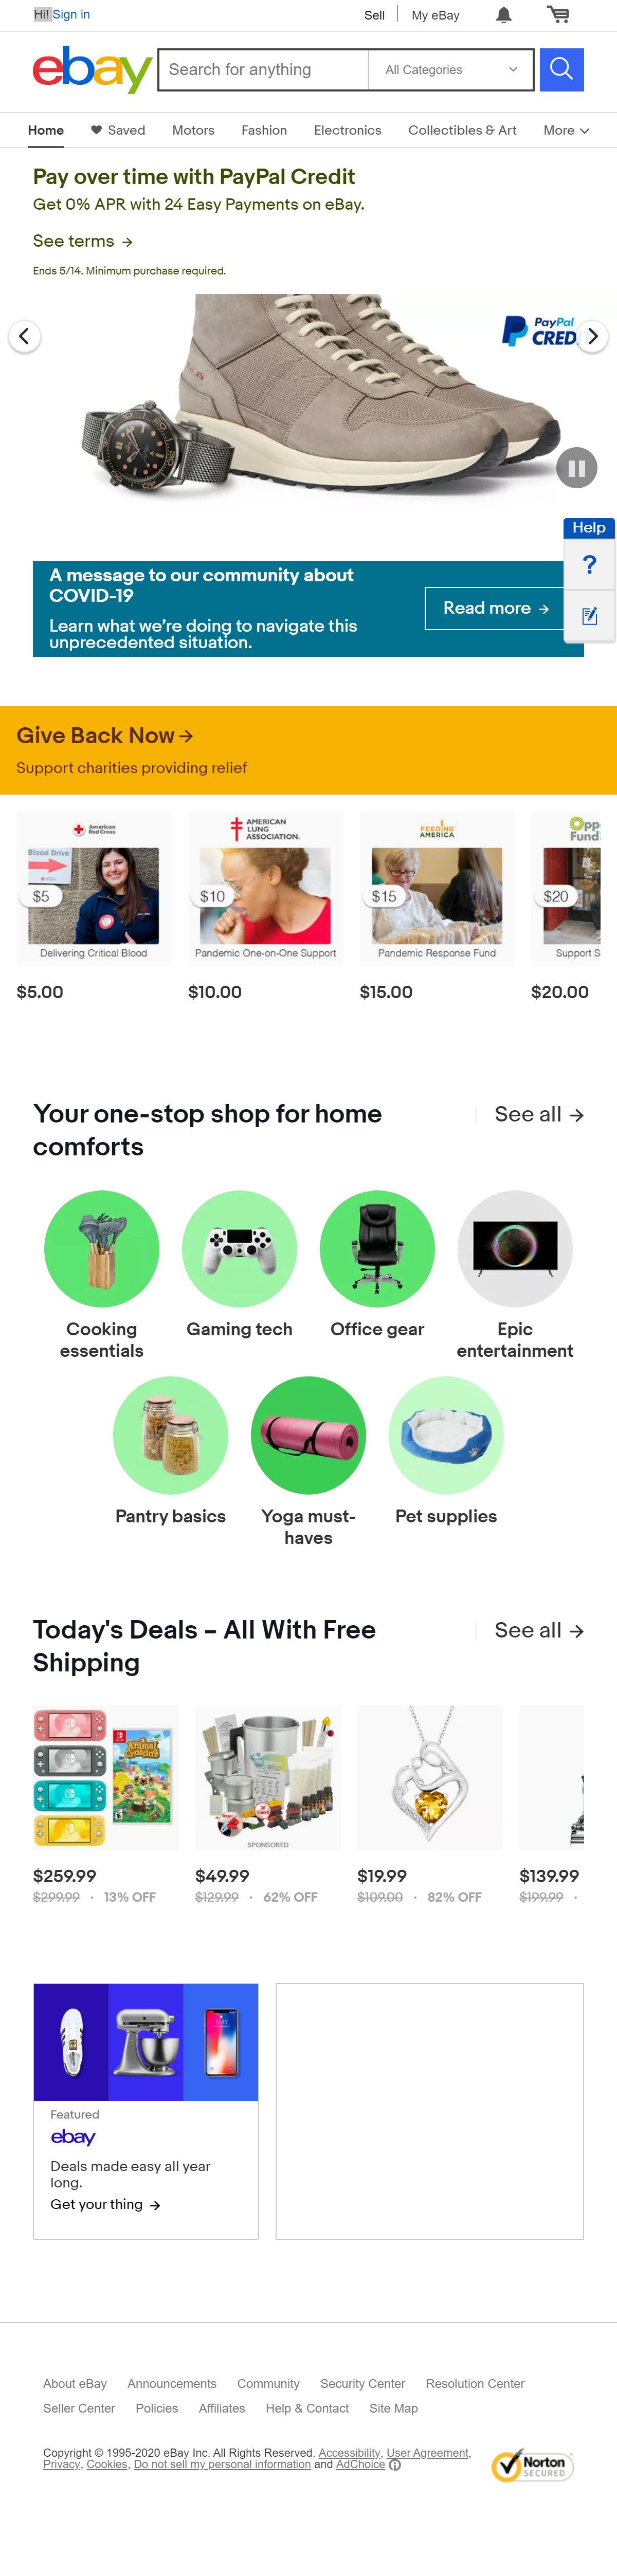 Hi! Sign in
Sell
My eBay
ebay
Search for anything
All Categories
Home
Saved
Motors
Fashion
Electronics
Collectibles & Art
More
Pay over time with PayPal Credit
Get 0% APR with 24 Easy Payments on eBay.
See terms
Ends 5/14. Minimum purchase required.
PayPal
CRED
Help
?
A message to our community about
COVID-19
Learn what we're doing to navigate this
unprecedented situation.
Read more
Give Back Now
Support charities providing relief
American
Red Cross
Blood Drive
$5
Delivering Critical Blood
$5.00
AMERICAN
LUNG
ASSOCIATION.
$10
Pandemic One-on-One Support
$10.00
FEEDING
AMERICA
$15
Pandemic Response Fund
$15.00
Opp
Fund
$20
Support S
$20.00
Your one-stop shop for home
comforts
See all
Cooking
essentials
Gaming tech
Office gear
Epic
entertainment
Pantry basics
Yoga must-
haves
Pet supplies
Today's Deals – All With Free
Shipping
See all
Animal
Crossing
SPONSORED
$259.99
$299.99 · 13% OFF
$49.99
$129.99 · 62% OFF
$19.99
$109.00 · 82% OFF
$139.99
$199.99 ·
Featured
ebay
Deals made easy all year
long.
Get your thing
About eBay
Announcements
Community
Security Center
Resolution Center
Seller Center
Policies
Affiliates
Help & Contact
Site Map
Copyright © 1995-2020 eBay Inc. All Rights Reserved. Accessibility, User Agreement,
Privacy, Cookies, Do not sell my personal information and AdChoice
Norton
SECURED